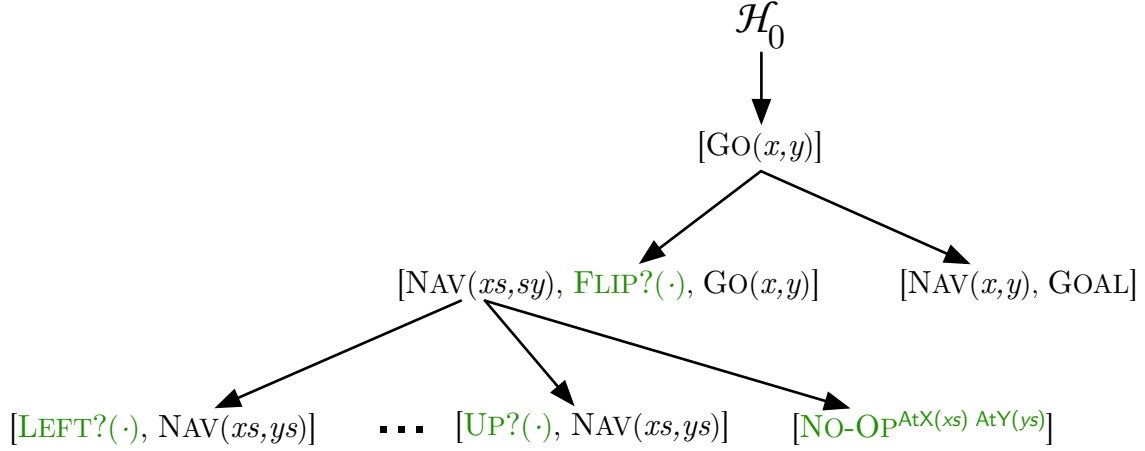 ℋ₀
[GO(x,y)]
[NAV(xs,sy), FLIP?(·), GO(x,y)] [NAV(x,y), GOAL]
[LEFT?(·), NAV(xs,ys)] ... [UP?(·), NAV(xs,ys)] [NO-OP^AtX(xs) AtY(ys)]